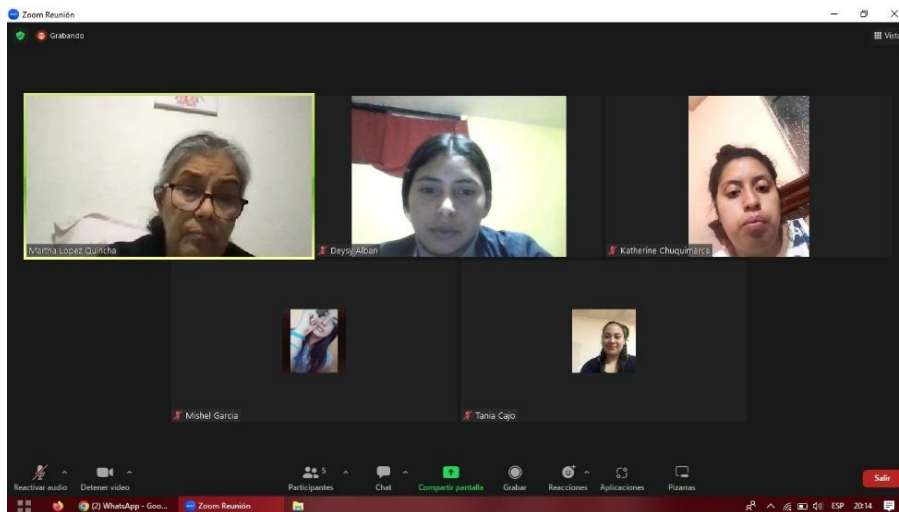 Zoom Reunión
Grabando
Vista
Martha Lopez Quincha
Deysy Alban
Katherine Chuquimarca
Mishel Garcia
Tania Cajo
5
Reactivar audio
Detener video
Participantes
Chat
Compartir pantalla
Grabar
Reacciones
Aplicaciones
Pizarras
Salir
(2) WhatsApp - Goo...
Zoom Reunión
ESP
20:14